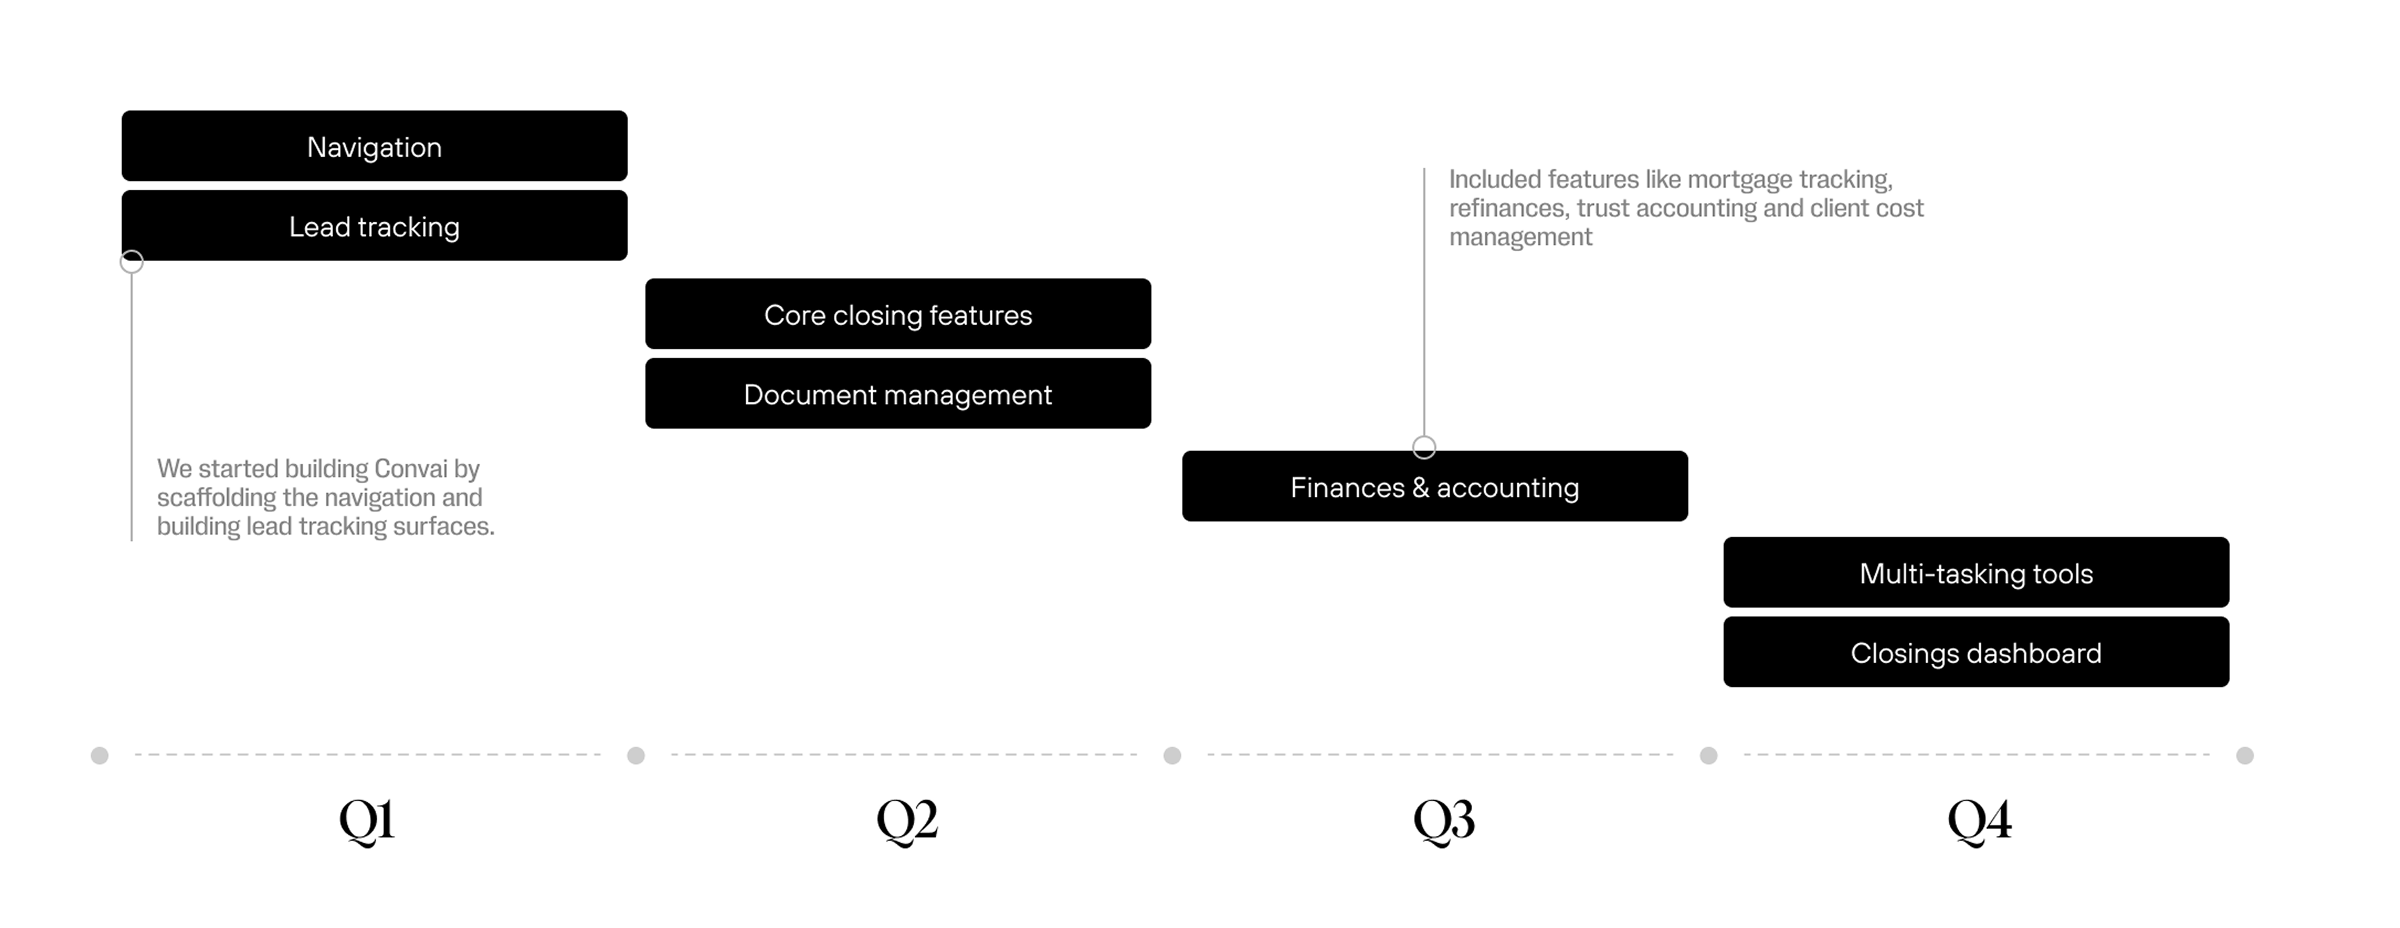 Navigation
Lead tracking
Included features like mortgage tracking,
refinances, trust accounting and client cost
management
Core closing features
Document management
We started building Convai by
scaffolding the navigation and
building lead tracking surfaces.
Finances & accounting
Multi-tasking tools
Closings dashboard
Q1
Q2
Q3
Q4